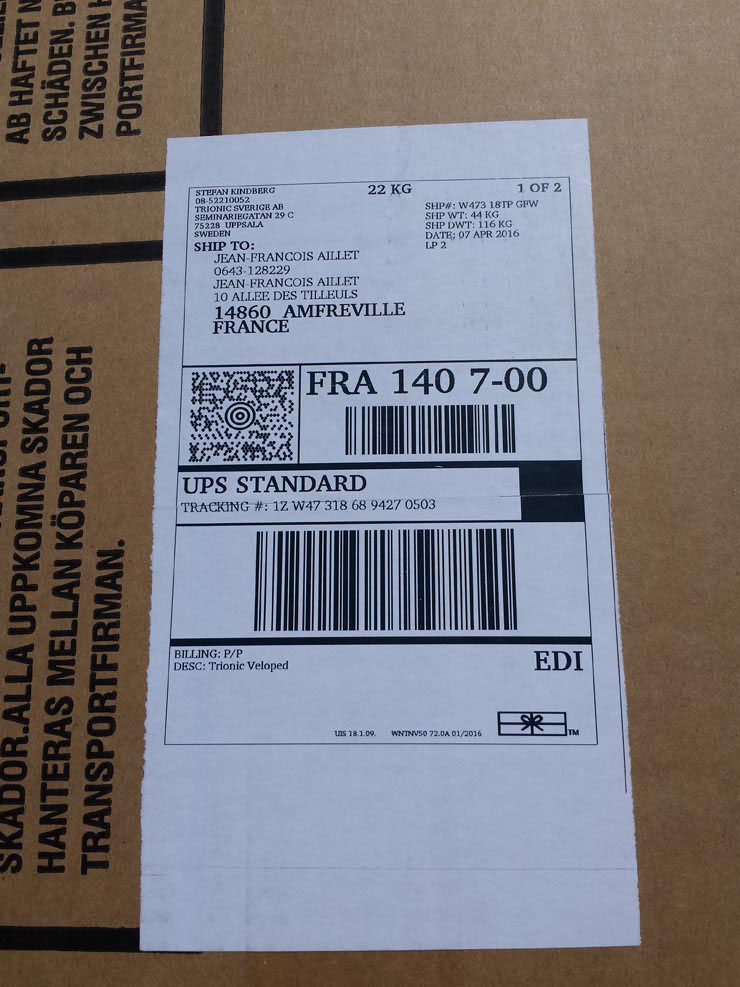 AB HAFTET
SCHÄDEN. B
ZWISCHEN
PORTFIRMA
SKADOR.ALLA UPPKOMNA SKADOR
HANTERAS MELLAN KÖPAREN OCH
TRANSPORTFIRMAN.
STEFAN KINDBERG
08-52210052
TRIONIC SVERIGE AB
SEMINARIEGATAN 29 C
75228 UPPSALA
SWEDEN
22 KG
1 OF 2
SHP#: W473 18TP GFW
SHP WT: 44 KG
SHP DWT: 116 KG
DATE: 07 APR 2016
LP 2
SHIP TO:
JEAN-FRANCOIS AILLET
0643-128229
JEAN-FRANCOIS AILLET
10 ALLEE DES TILLEULS
14860 AMFREVILLE
FRANCE
FRA 140 7-00
UPS STANDARD
TRACKING #: 1Z W47 318 68 9427 0503
BILLING: P/P
DESC: Trionic Veloped
EDI
UIS 18.1.09. WNTNV50 72.0A 01/2016
TM